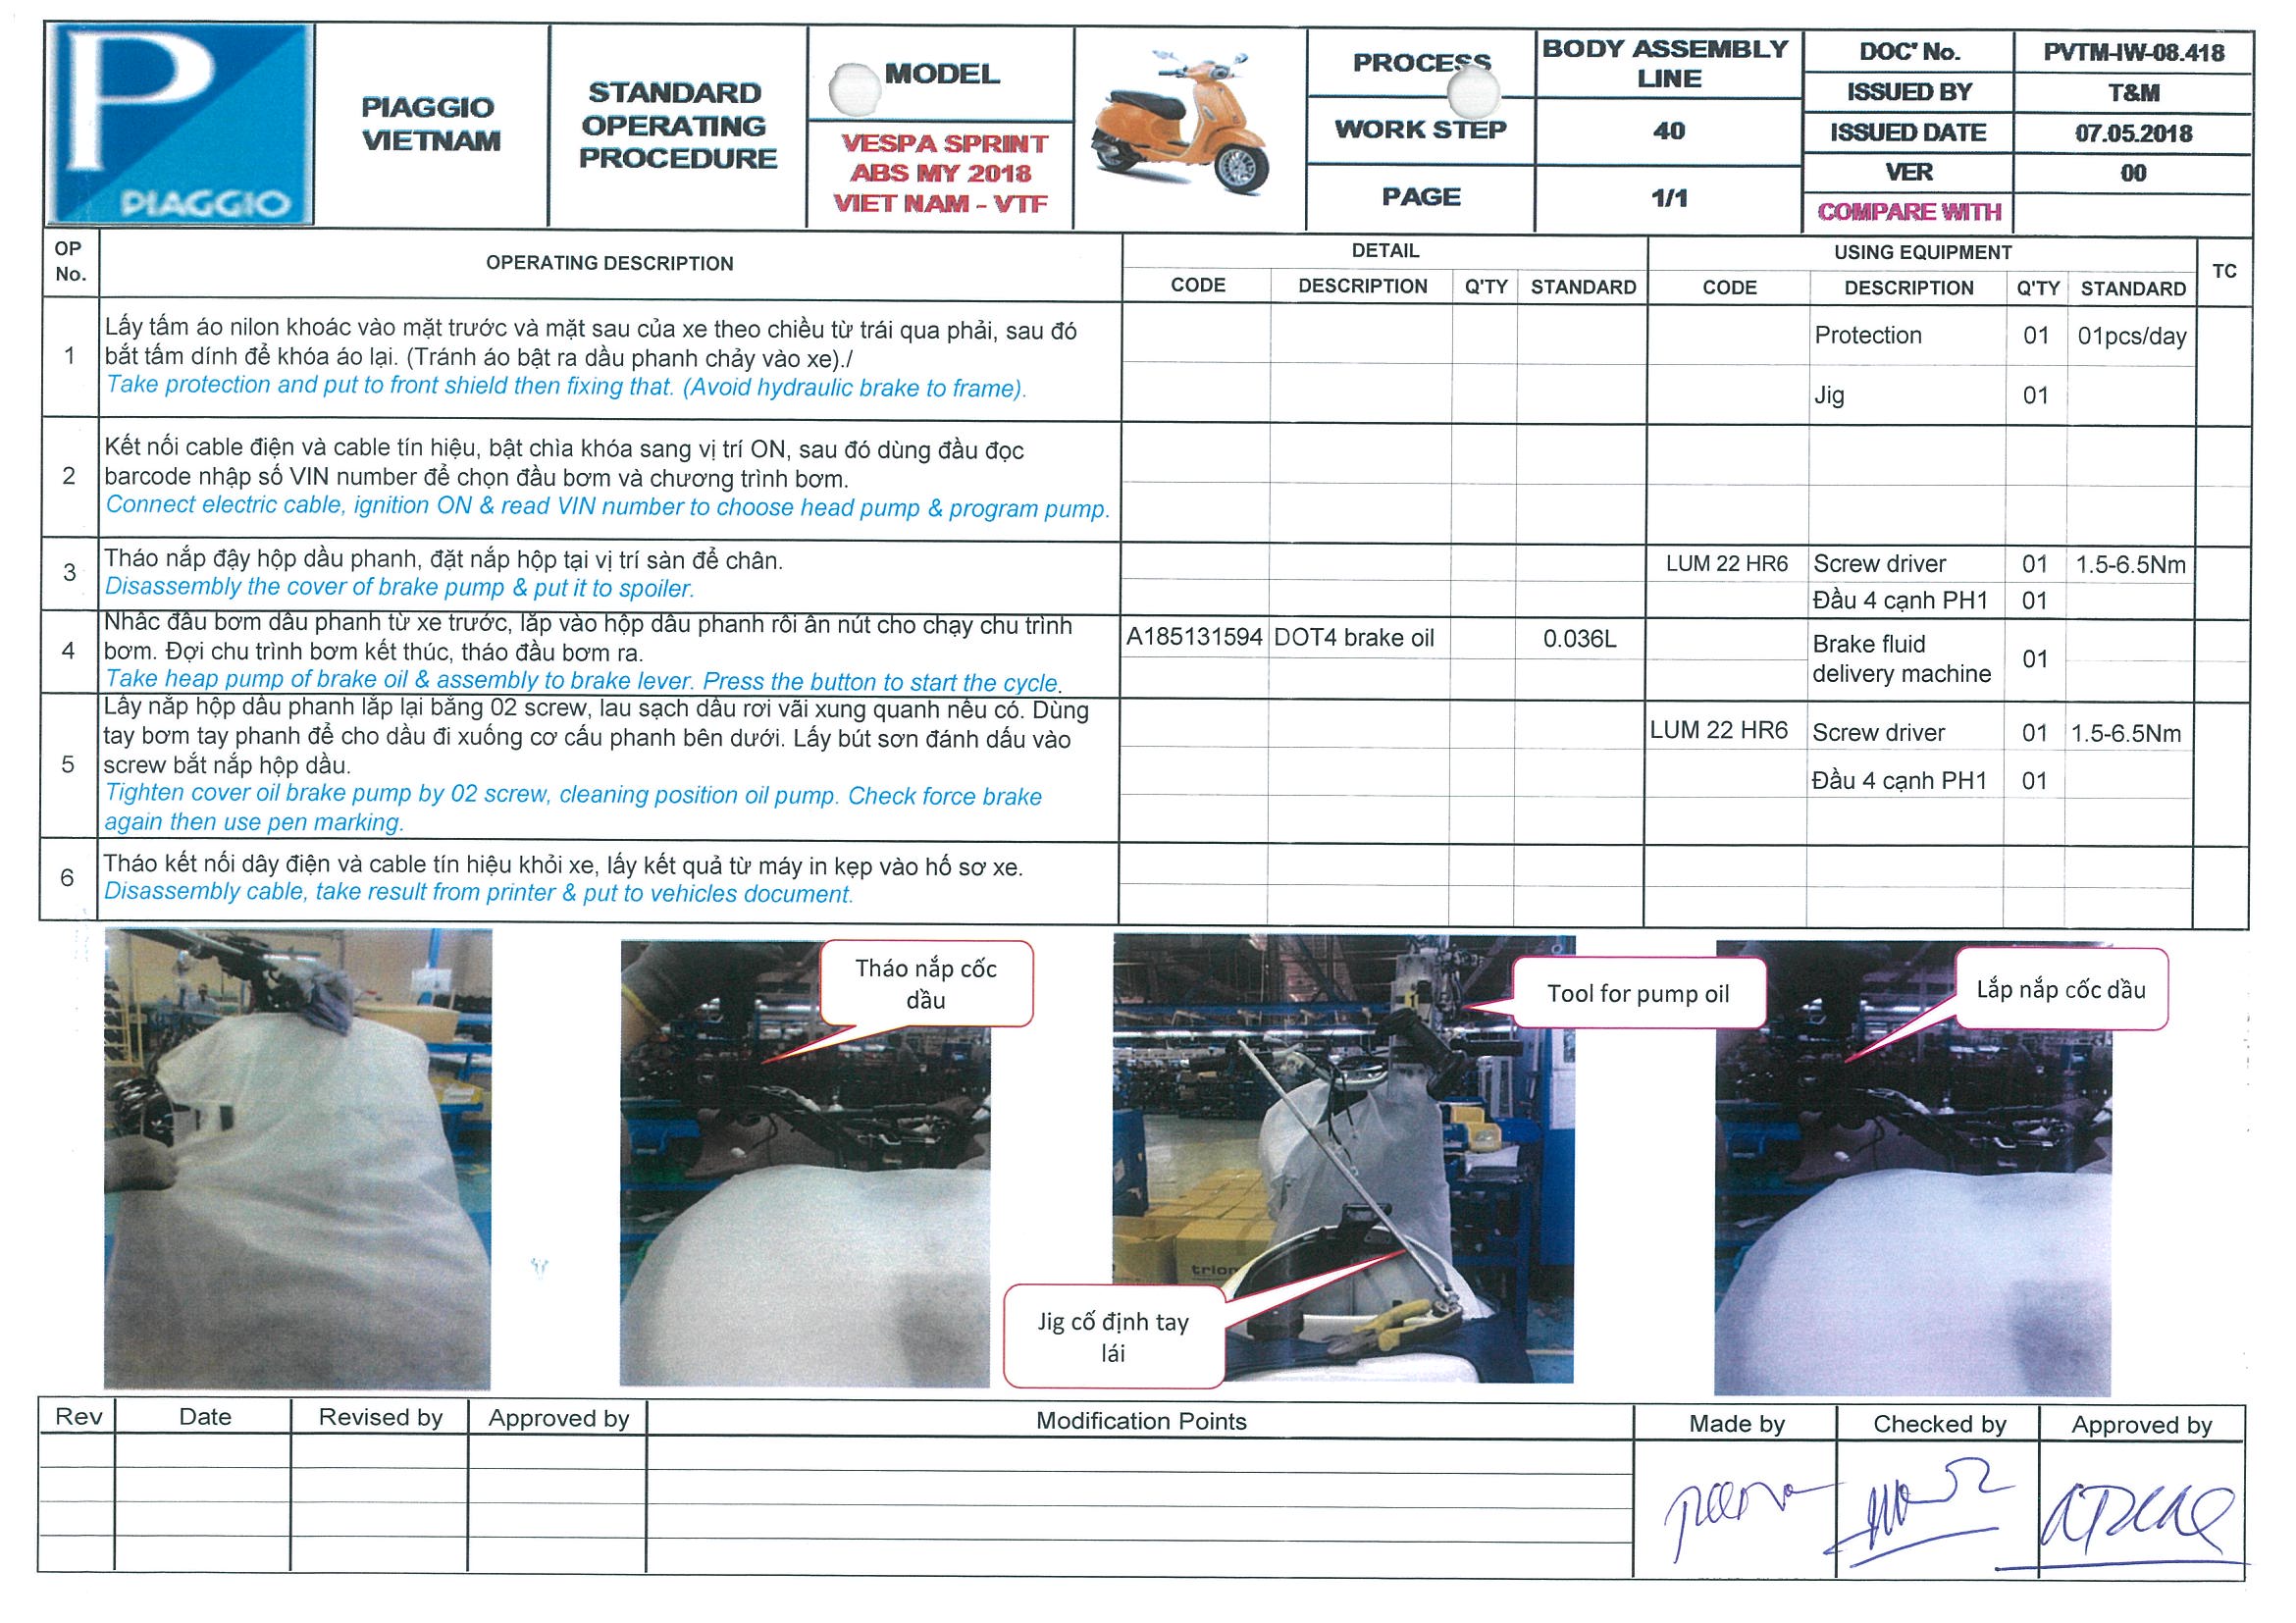 PIAGGIO
PIAGGIO
VIETNAM
STANDARD
OPERATING
PROCEDURE
MODEL
VESPA SPRINT
ABS MY 2018
VIET NAM - VTF
PROCESS
BODY ASSEMBLY
LINE
WORK STEP
40
PAGE
1/1
DOC' No.
PVTM-IW-08.418
ISSUED BY
T&M
ISSUED DATE
07.05.2018
VER
00
COMPARE WITH
OP
No.
OPERATING DESCRIPTION
DETAIL
USING EQUIPMENT
TC
CODE
DESCRIPTION
Q'TY
STANDARD
CODE
DESCRIPTION
Q'TY
STANDARD
1
Lấy tấm áo nilon khoác vào mặt trước và mặt sau của xe theo chiều từ trái qua phải, sau đó
bắt tấm dính để khóa áo lại. (Tránh áo bật ra dầu phanh chảy vào xe)./
Take protection and put to front shield then fixing that. (Avoid hydraulic brake to frame).
Protection 01 01pcs/day
Jig 01
2
Kết nối cable điện và cable tín hiệu, bật chìa khóa sang vị trí ON, sau đó dùng đầu đọc
barcode nhập số VIN number để chọn đầu bơm và chương trình bơm.
Connect electric cable, ignition ON & read VIN number to choose head pump & program pump.
3
Tháo nắp đậy hộp dầu phanh, đặt nắp hộp tại vị trí sàn để chân.
Disassembly the cover of brake pump & put it to spoiler.
LUM 22 HR6 Screw driver 01 1.5-6.5Nm
Đầu 4 cạnh PH1 01
4
Nhấc đầu bơm dầu phanh từ xe trước, lắp vào hộp dầu phanh rồi ấn nút cho chạy chu trình
bơm. Đợi chu trình bơm kết thúc, tháo đầu bơm ra.
Take heap pump of brake oil & assembly to brake lever. Press the button to start the cycle.
A185131594 DOT4 brake oil 0.036L
Brake fluid
delivery machine
01
5
Lấy nắp hộp dầu phanh lắp lại bằng 02 screw, lau sạch dầu rơi vãi xung quanh nếu có. Dùng
tay bơm tay phanh để cho dầu đi xuống cơ cấu phanh bên dưới. Lấy bút sơn đánh dấu vào
screw bắt nắp hộp dầu.
Tighten cover oil brake pump by 02 screw, cleaning position oil pump. Check force brake
again then use pen marking.
LUM 22 HR6 Screw driver 01 1.5-6.5Nm
Đầu 4 cạnh PH1 01
6
Tháo kết nối dây điện và cable tín hiệu khỏi xe, lấy kết quả từ máy in kẹp vào hố sơ xe.
Disassembly cable, take result from printer & put to vehicles document.
Tháo nắp cốc
dầu
Tool for pump oil
Lắp nắp cốc dầu
Jig cố định tay
lái
Rev
Date
Revised by
Approved by
Modification Points
Made by
Checked by
Approved by